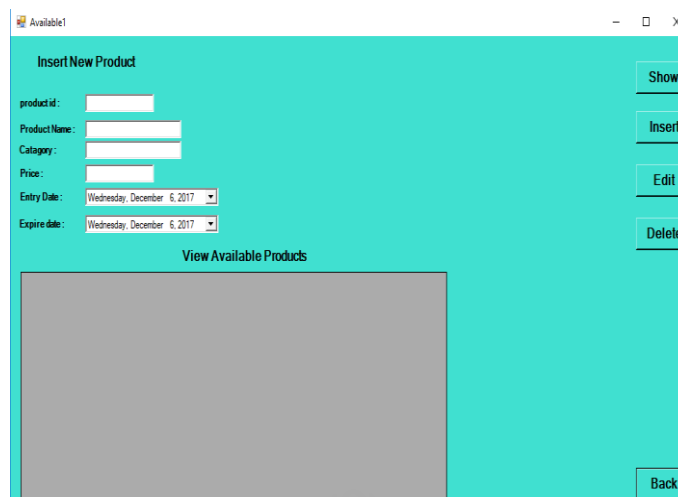 Available1
Insert New Product
Show
product id :
Product Name :
Insert
Catagory :
Price :
Edit
Entry Date : Wednesday, December 6, 2017
Expire date : Wednesday, December 6, 2017
Delete
View Available Products
Back